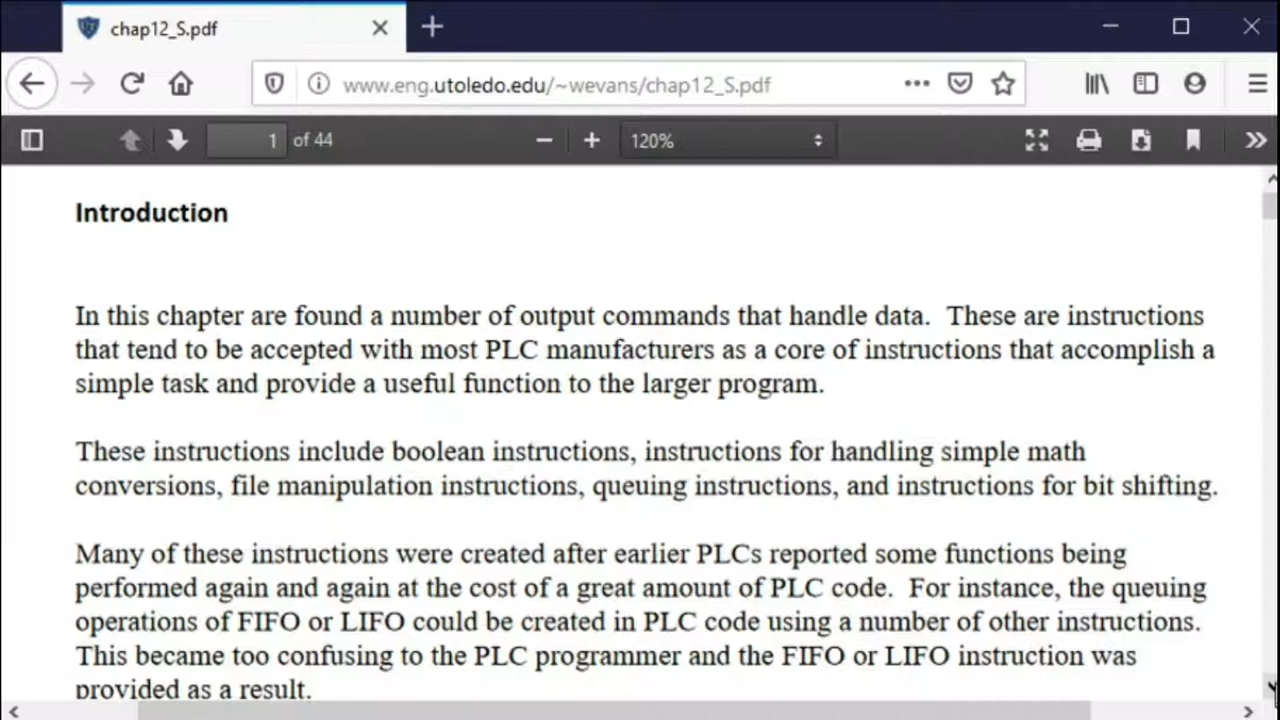 chap12_S.pdf
www.eng.utoledo.edu/~wevans/chap12_S.pdf
1 of 44
120%
Introduction
In this chapter are found a number of output commands that handle data. These are instructions
that tend to be accepted with most PLC manufacturers as a core of instructions that accomplish a
simple task and provide a useful function to the larger program.
These instructions include boolean instructions, instructions for handling simple math
conversions, file manipulation instructions, queuing instructions, and instructions for bit shifting.
Many of these instructions were created after earlier PLCs reported some functions being
performed again and again at the cost of a great amount of PLC code. For instance, the queuing
operations of FIFO or LIFO could be created in PLC code using a number of other instructions.
This became too confusing to the PLC programmer and the FIFO or LIFO instruction was
provided as a result.